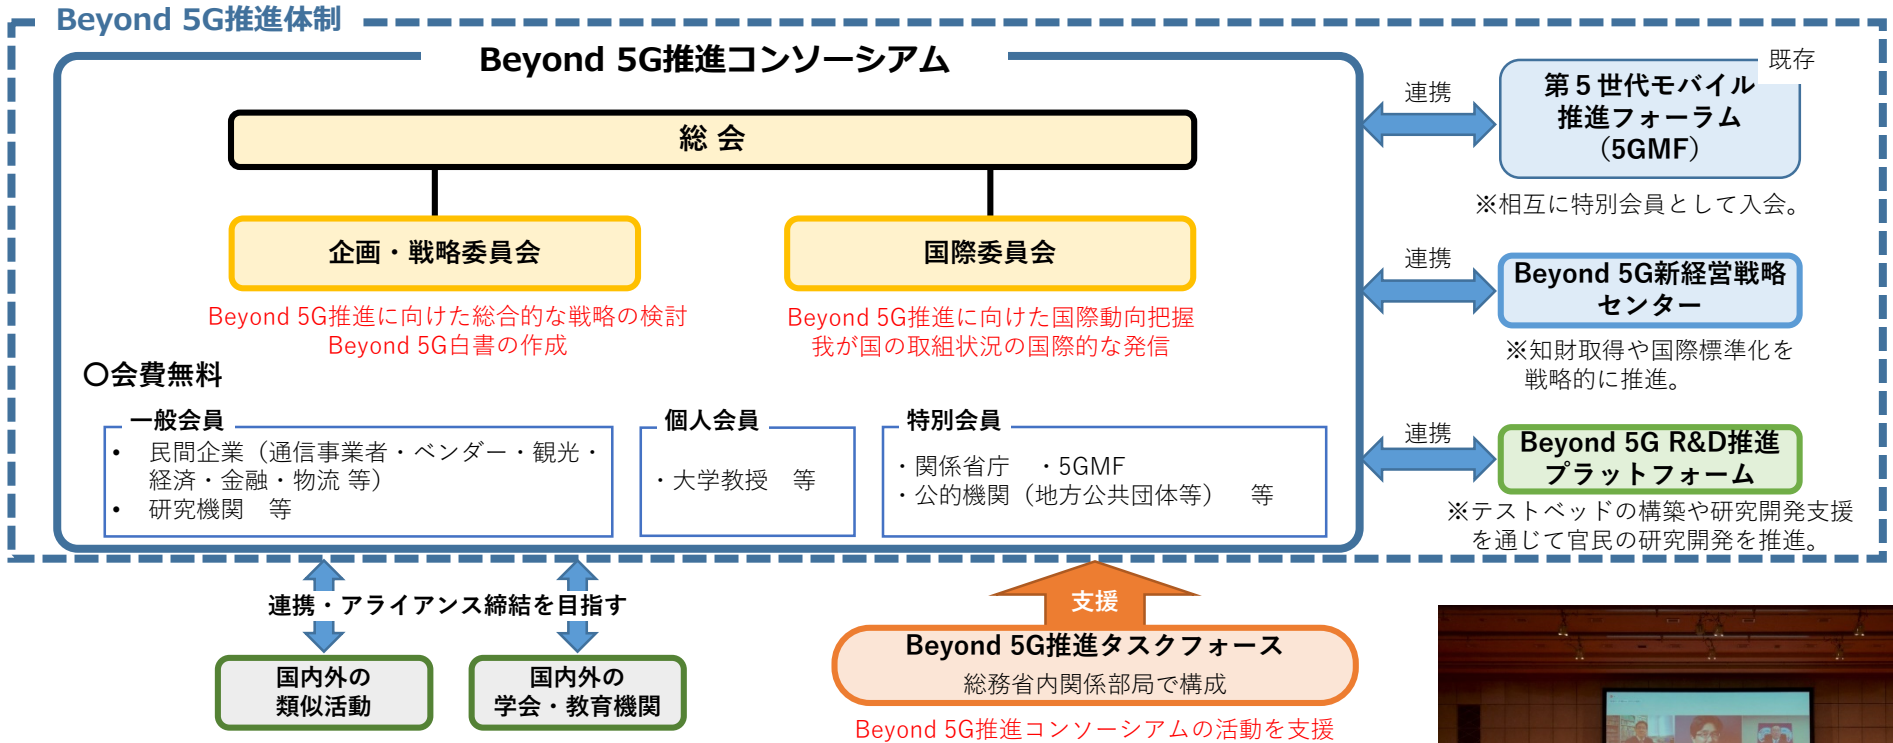 Beyond 5G推進体制
Beyond 5G推進コンソーシアム
総 会
企画・戦略委員会
国際委員会
Beyond 5G推進に向けた総合的な戦略の検討
Beyond 5G白書の作成
Beyond 5G推進に向けた国際動向把握
我が国の取組状況の国際的な発信
〇会費無料
一般会員
• 民間企業（通信事業者・ベンダー・観光・
経済・金融・物流 等）
• 研究機関　等
個人会員
・大学教授　等
特別会員
・関係省庁　・5GMF
・公的機関（地方公共団体等）　等
連携
既存
第５世代モバイル
推進フォーラム
（5GMF）
※相互に特別会員として入会。
連携
Beyond 5G新経営戦略
センター
※知財取得や国際標準化を
戦略的に推進。
連携
Beyond 5G R&D推進
プラットフォーム
※テストベッドの構築や研究開発支援
を通じて官民の研究開発を推進。
連携・アライアンス締結を目指す
国内外の
類似活動
国内外の
学会・教育機関
支援
Beyond 5G推進タスクフォース
総務省内関係部局で構成
Beyond 5G推進コンソーシアムの活動を支援